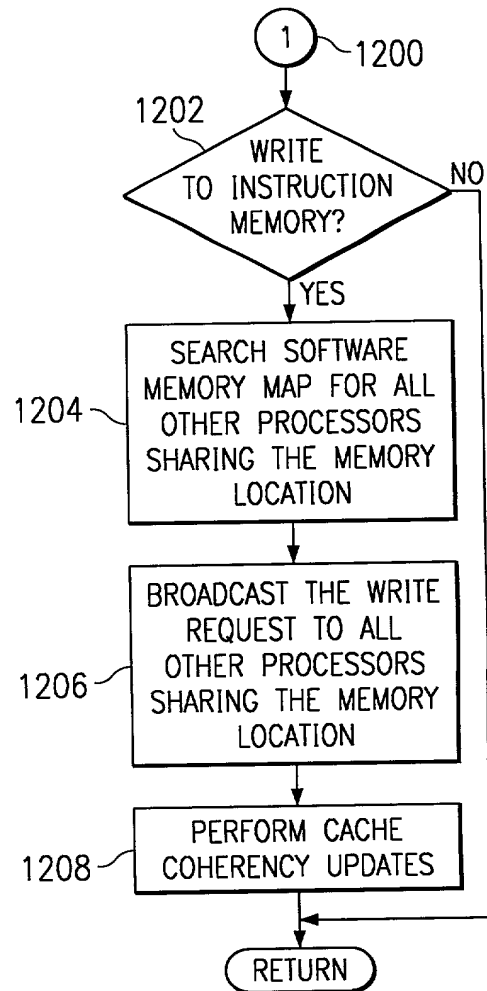 1
1200
1202
WRITE
TO INSTRUCTION
MEMORY?
NO
YES
1204
SEARCH SOFTWARE
MEMORY MAP FOR ALL
OTHER PROCESSORS
SHARING THE MEMORY
LOCATION
1206
BROADCAST THE WRITE
REQUEST TO ALL
OTHER PROCESSORS
SHARING THE MEMORY
LOCATION
1208
PERFORM CACHE
COHERENCY UPDATES
RETURN